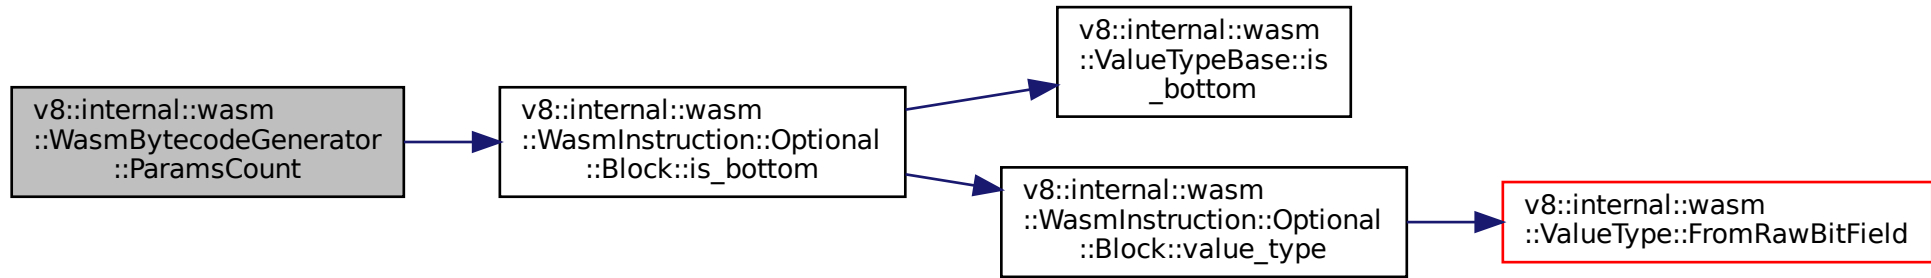 v8::internal::wasm
::WasmBytecodeGenerator
::ParamsCount
v8::internal::wasm
::WasmInstruction::Optional
::Block::is_bottom
v8::internal::wasm
::ValueTypeBase::is
_bottom
v8::internal::wasm
::WasmInstruction::Optional
::Block::value_type
v8::internal::wasm
::ValueType::FromRawBitField